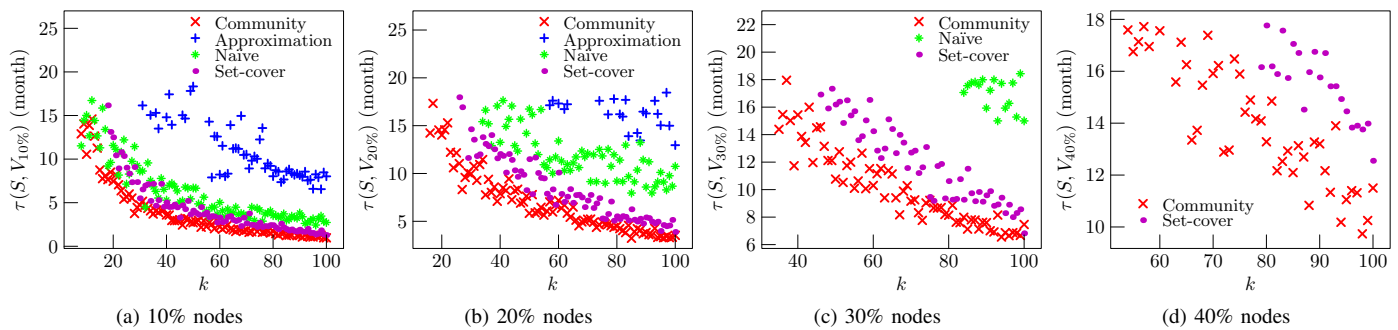 τ(S, V10%) (month)
25
20
15
10
5
0
× Community
+ Approximation
* Naïve
• Set-cover
20 40 60 80 100
k
(a) 10% nodes
τ(S, V20%) (month)
25
20
15
10
5
× Community
+ Approximation
* Naïve
• Set-cover
20 40 60 80 100
k
(b) 20% nodes
τ(S, V30%) (month)
22
20
18
16
14
12
10
8
6
× Community
* Naïve
• Set-cover
40 50 60 70 80 90 100
k
(c) 30% nodes
τ(S, V40%) (month)
18
16
14
12
10
× Community
• Set-cover
60 70 80 90 100
k
(d) 40% nodes